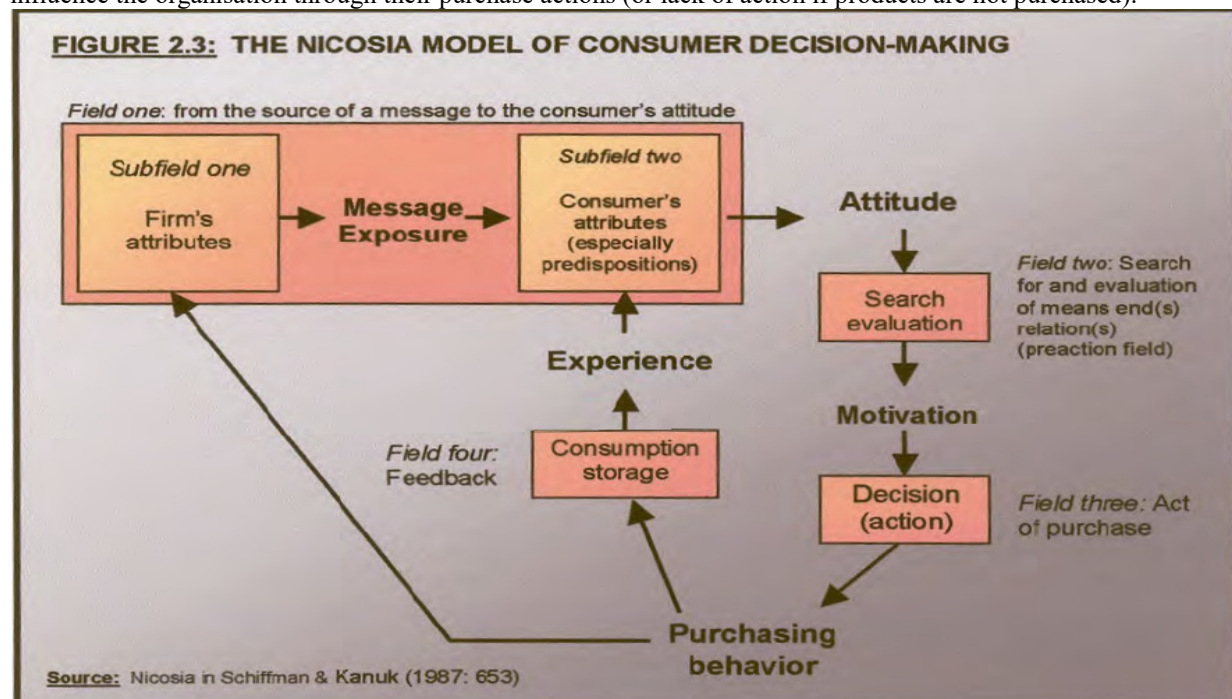 influence the organisation through their purchase actions (or lack of action if products are not purchased).
FIGURE 2.3: THE NICOSIA MODEL OF CONSUMER DECISION-MAKING
Field one: from the source of a message to the consumer's attitude
Subfield one
Firm's
attributes
Message
Exposure
Subfield two
Consumer's
attributes
(especially
predispositions)
Attitude
Search
evaluation
Field two: Search
for and evaluation
of means end(s)
relation(s)
(preaction field)
Motivation
Decision
(action)
Field three: Act
of purchase
Experience
Field four:
Feedback
Consumption
storage
Purchasing
behavior
Source: Nicosia in Schiffman & Kanuk (1987: 653)